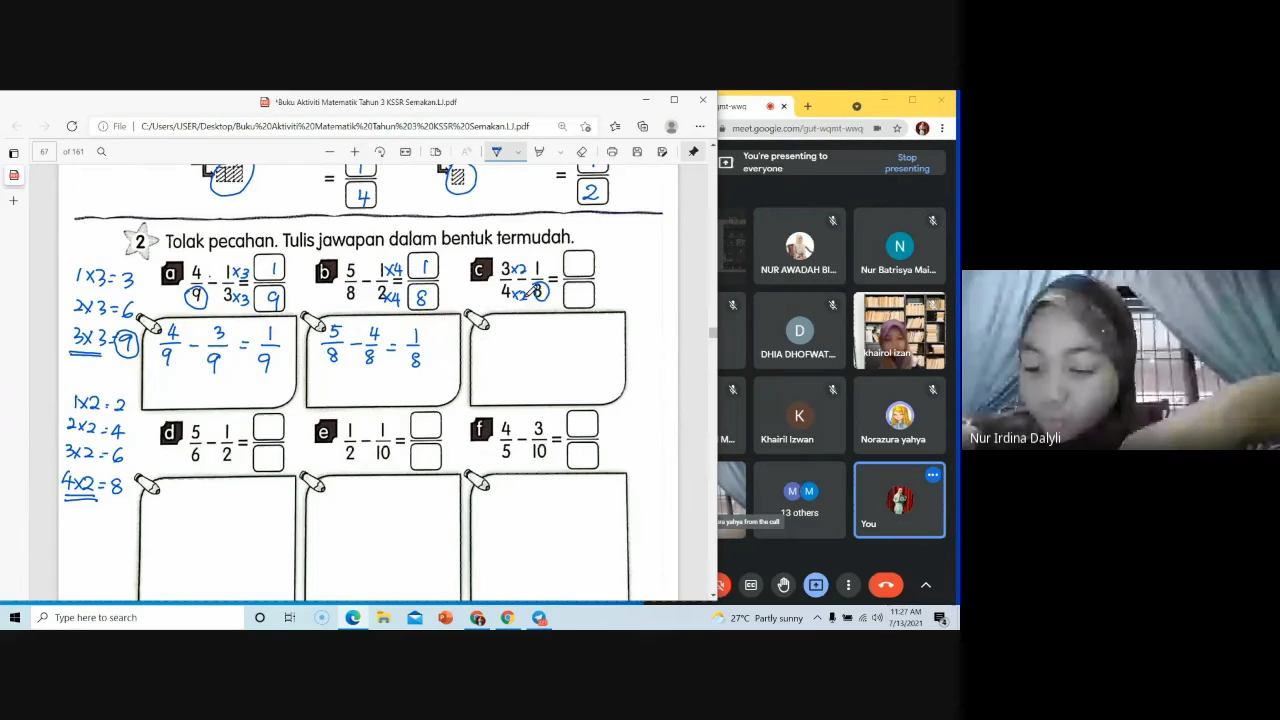 *Buku Aktiviti Matematik Tahun 3 KSSR Semakan.LJ.pdf
File C:/Users/USER/Desktop/Buku%20Aktiviti%20Matematik%20Tahun%203%20KSSR%20Semakan.LJ.pdf
67 of 161
= 1/4
= 1/2
2 Tolak pecahan. Tulis jawapan dalam bentuk termudah.
a 4/9 - 1×3/3×3 = 1/9
b 5/8 - 1×4/2×4 = 1/8
c 3×2/4×2 - 1/8 =
4/9 - 3/9 = 1/9
5/8 - 4/8 = 1/8
1×3=3
2×3=6
3×3=9
1×2=2
2×2=4
3×2=6
4×2=8
d 5/6 - 1/2 =
e 1/2 - 1/10 =
f 4/5 - 3/10 =
meet.google.com/gut-wqmt-wwq
You're presenting to everyone
Stop presenting
NUR AWADAH BI...
N
Nur Batrisya Mai...
D
DHIA DHOFWAT...
khairol izan
M...
K
Khairil Izwan
Norazura yahya
M M
13 others
You
Nur Irdina Dalyli
Type here to search
27°C Partly sunny
11:27 AM
7/13/2021
4